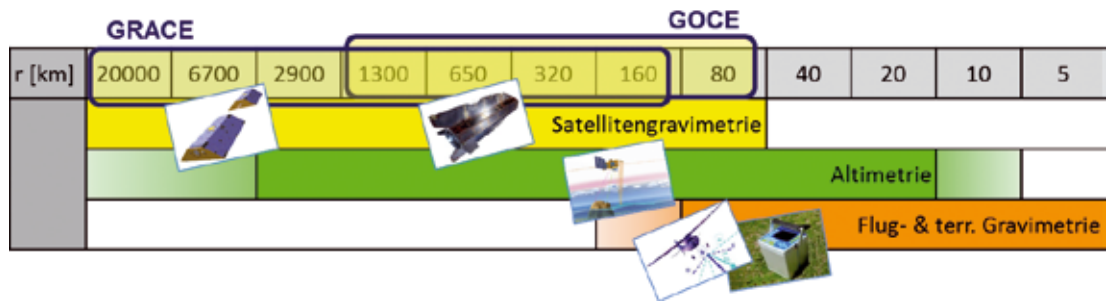 GOCE
GRACE
r [km] 20000 6700 2900 1300 650 320 160 80 40 20 10 5
Satellitengravimetrie
Altimetrie
Flug- & terr. Gravimetrie